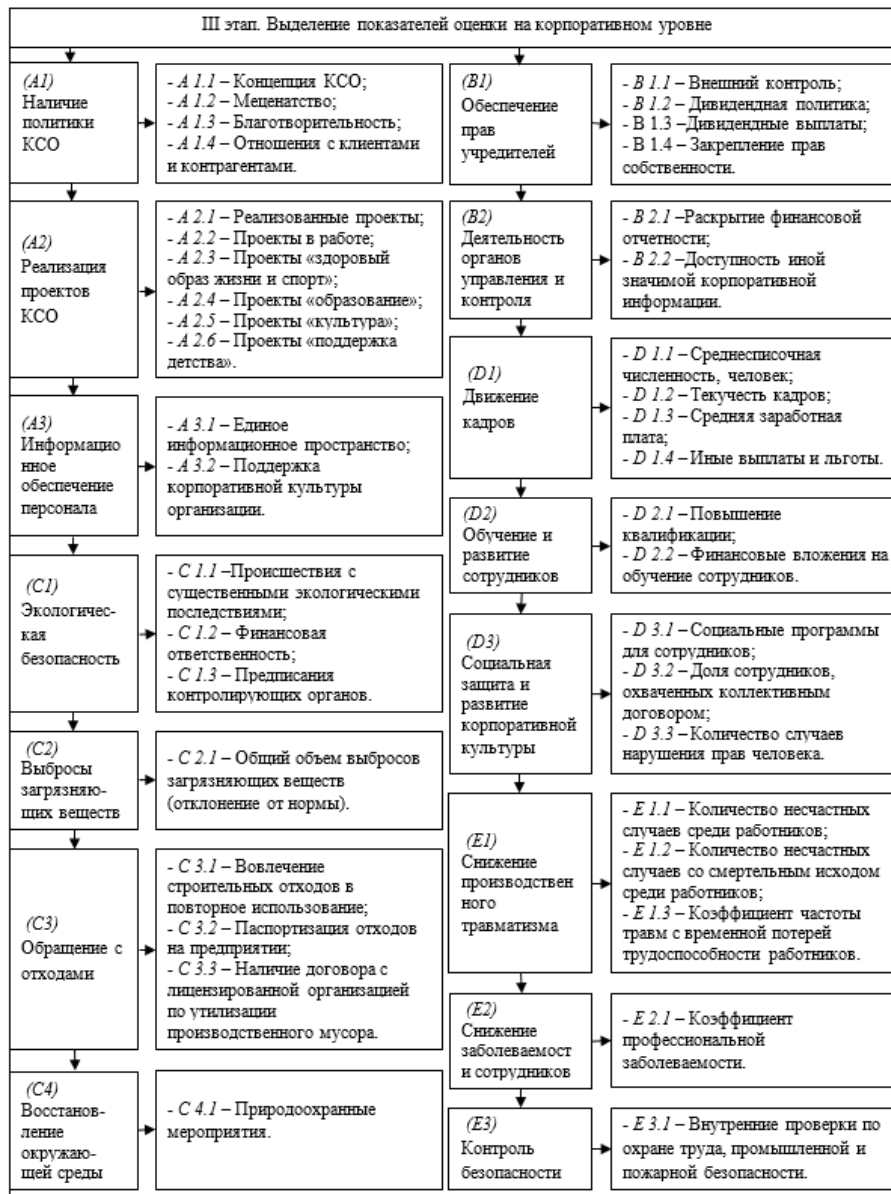 III этап. Выделение показателей оценки на корпоративном уровне
(A1)
Наличие
политики
КСО
- A 1.1 – Концепция КСО;
- A 1.2 – Меценатство;
- A 1.3 – Благотворительность;
- A 1.4 – Отношения с клиентами
и контрагентами.
(A2)
Реализация
проектов
КСО
- A 2.1 – Реализованные проекты;
- A 2.2 – Проекты в работе;
- A 2.3 – Проекты «здоровый
образ жизни и спорт»;
- A 2.4 – Проекты «образование»;
- A 2.5 – Проекты «культура»;
- A 2.6 – Проекты «поддержка
детства».
(A3)
Информацио
нное
обеспечение
персонала
- A 3.1 – Единое
информационное пространство;
- A 3.2 – Поддержка
корпоративной культуры
организации.
(C1)
Экологичес-
кая
безопасность
- C 1.1 –Происшествия с
существенными экологическими
последствиями;
- C 1.2 – Финансовая
ответственность;
- C 1.3 – Предписания
контролирующих органов.
(C2)
Выбросы
загрязняю-
щих веществ
- C 2.1 – Общий объем выбросов
загрязняющих веществ
(отклонение от нормы).
(C3)
Обращение с
отходами
- C 3.1 – Вовлечение
строительных отходов в
повторное использование;
- C 3.2 – Паспортизация отходов
на предприятии;
- C 3.3 – Наличие договора с
лицензированной организацией
по утилизации
производственного мусора.
(C4)
Восстанов-
ление
окружаю-
щей среды
- C 4.1 – Природоохранные
мероприятия.
(B1)
Обеспечение
прав
учредителей
- B 1.1 – Внешний контроль;
- B 1.2 – Дивидендная политика;
- B 1.3 –Дивидендные выплаты;
- B 1.4 – Закрепление прав
собственности.
(B2)
Деятельность
органов
управления и
контроля
- B 2.1 –Раскрытие финансовой
отчетности;
- B 2.2 –Доступность иной
значимой корпоративной
информации.
(D1)
Движение
кадров
- D 1.1 – Среднесписочная
численность, человек;
- D 1.2 – Текучесть кадров;
- D 1.3 – Средняя заработная
плата;
- D 1.4 – Иные выплаты и льготы.
(D2)
Обучение и
развитие
сотрудников
- D 2.1 – Повышение
квалификации;
- D 2.2 – Финансовые вложения на
обучение сотрудников.
(D3)
Социальная
защита и
развитие
корпоративной
культуры
- D 3.1 – Социальные программы
для сотрудников;
- D 3.2 – Доля сотрудников,
охваченных коллективным
договором;
- D 3.3 – Количество случаев
нарушения прав человека.
(E1)
Снижение
производствен
ного
травматизма
- E 1.1 – Количество несчастных
случаев среди работников;
- E 1.2 – Количество несчастных
случаев со смертельным исходом
среди работников;
- E 1.3 – Коэффициент частоты
травм с временной потерей
трудоспособности работников.
(E2)
Снижение
заболеваемост
и сотрудников
- E 2.1 – Коэффициент
профессиональной
заболеваемости.
(E3)
Контроль
безопасности
- E 3.1 – Внутренние проверки по
охране труда, промышленной и
пожарной безопасности.